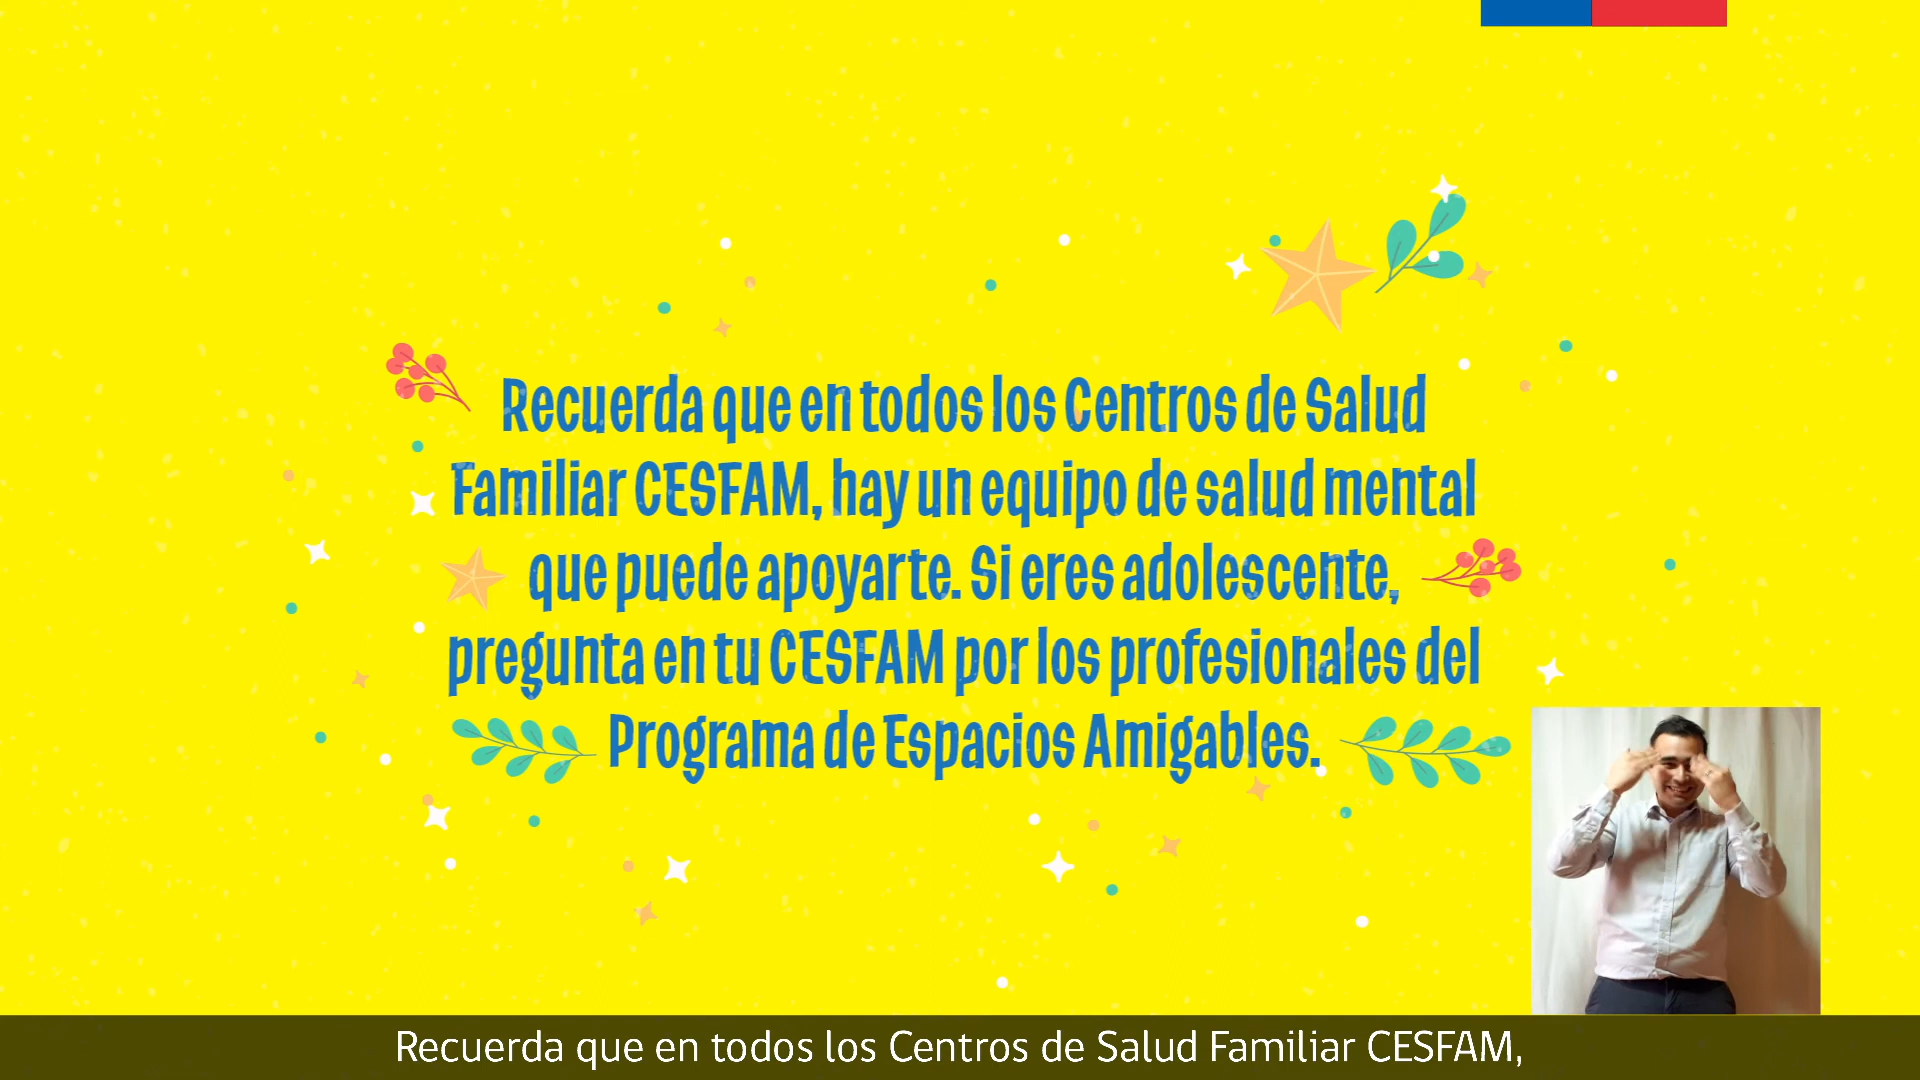 Recuerda que en todos los Centros de Salud
Familiar CESFAM, hay un equipo de salud mental
que puede apoyarte. Si eres adolescente,
pregunta en tu CESFAM por los profesionales del
Programa de Espacios Amigables.
Recuerda que en todos los Centros de Salud Familiar CESFAM,